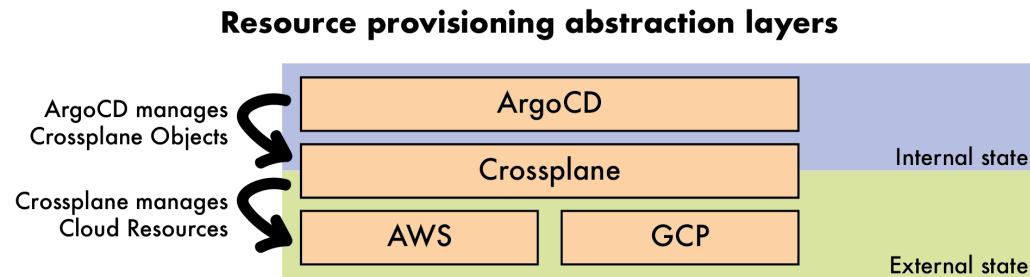 Resource provisioning abstraction layers
ArgoCD manages
Crossplane Objects
ArgoCD
Internal state
Crossplane
Crossplane manages
Cloud Resources
AWS
GCP
External state